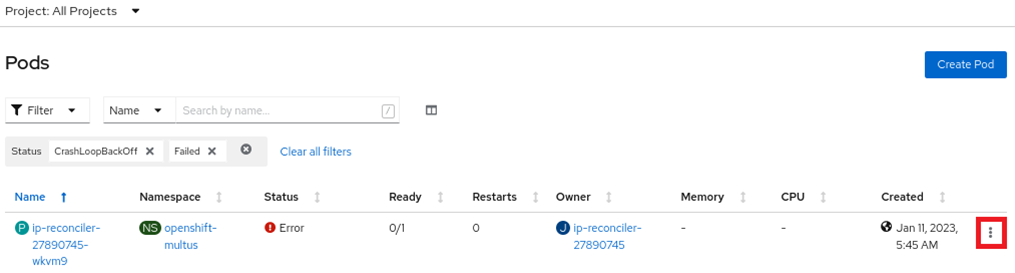 Project: All Projects
Pods
Create Pod
Filter Name Search by name... /
Status CrashLoopBackOff Failed Clear all filters
Name Namespace Status Ready Restarts Owner Memory CPU Created
P ip-reconciler- NS openshift- Error 0/1 0 J ip-reconciler- - - Jan 11, 2023,
27890745- multus 27890745 5:45 AM
wkvm9